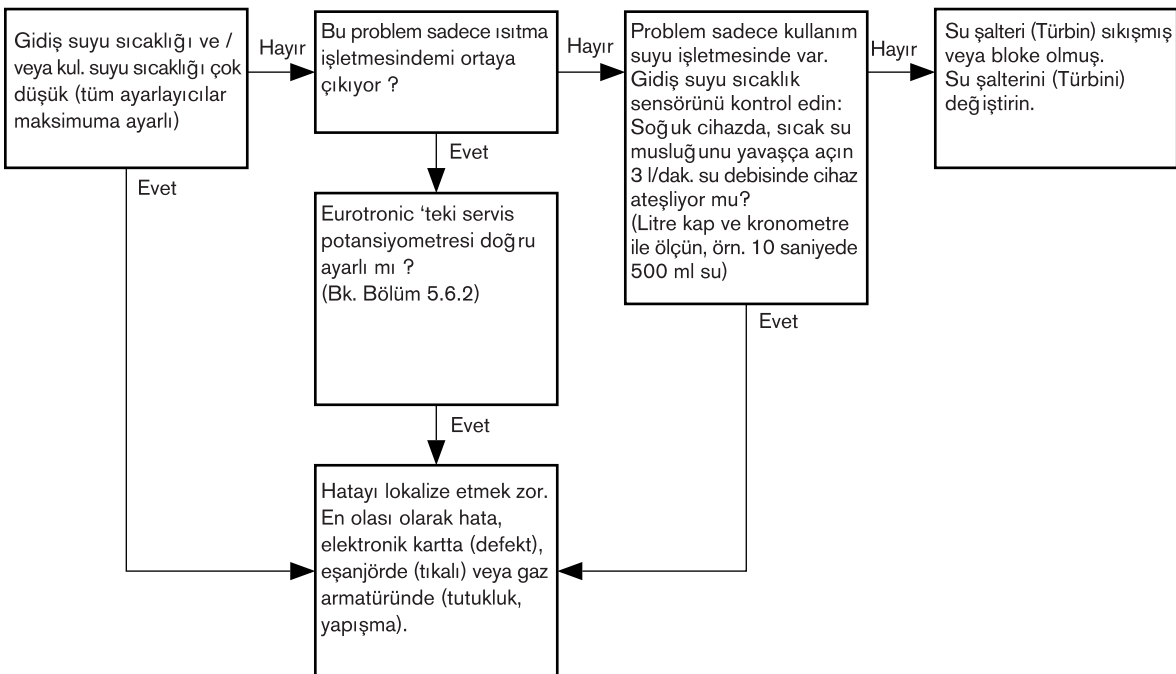 Gidiş suyu sıcaklığı ve /
veya kul. suyu sıcaklığı çok
düşük (tüm ayarlayıcılar
maksimuma ayarlı)
Hayır
Evet
Bu problem sadece ısıtma
işletmesindemi ortaya
çıkıyor ?
Hayır
Evet
Problem sadece kullanım
suyu işletmesinde var.
Gidiş suyu sıcaklık
sensörünü kontrol edin:
Soğuk cihazda, sıcak su
musluğunu yavaşça açın
3 l/dak. su debisinde cihaz
ateşliyor mu?
(Litre kap ve kronometre
ile ölçün, örn. 10 saniyede
500 ml su)
Hayır
Evet
Su şalteri (Türbin) sıkışmış
veya bloke olmuş.
Su şalterini (Türbini)
değiştirin.
Eurotronic ‘teki servis
potansiyometresi doğru
ayarlı mı ?
(Bk. Bölüm 5.6.2)
Evet
Hatayı lokalize etmek zor.
En olası olarak hata,
elektronik kartta (defekt),
eşanjörde (tıkalı) veya gaz
armatüründe (tutukluk,
yapışma).